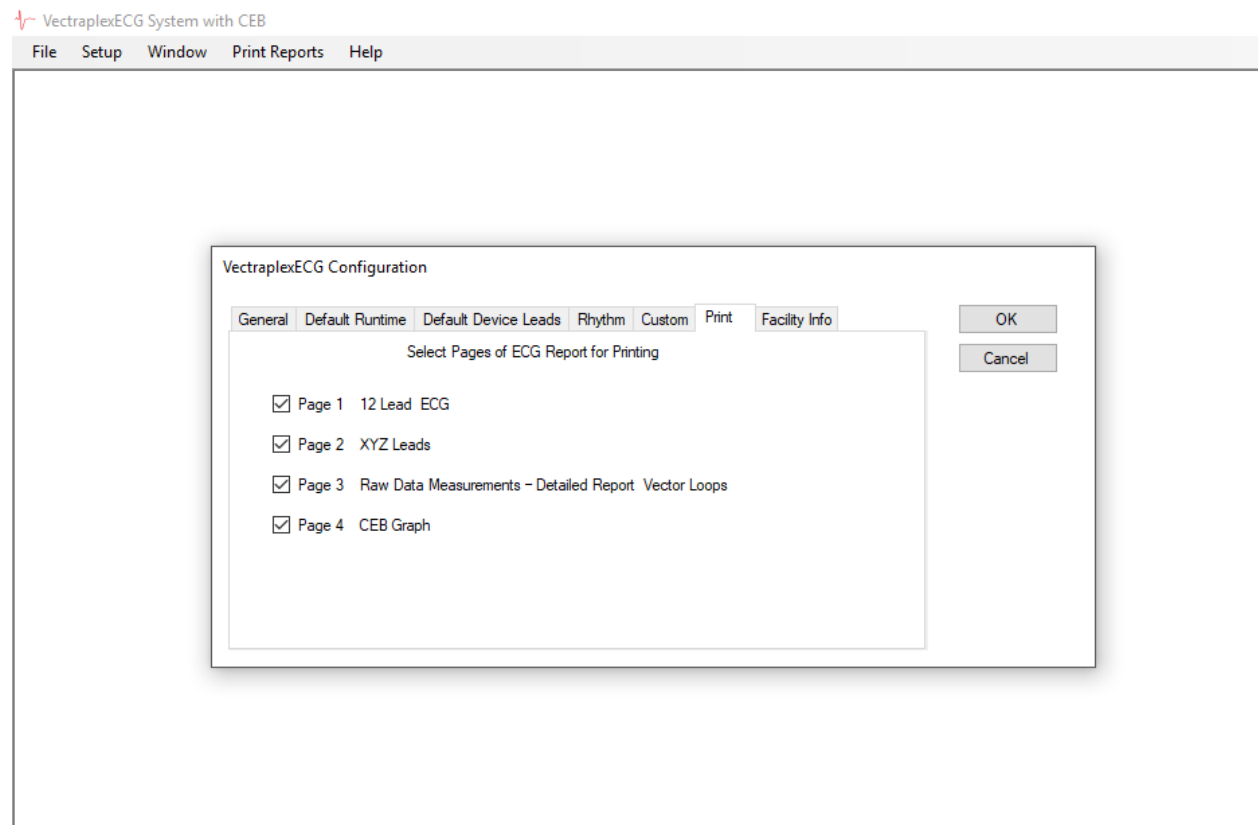 VectraplexECG System with CEB
File Setup Window Print Reports Help
VectraplexECG Configuration
General Default Runtime Default Device Leads Rhythm Custom Print Facility Info
OK
Select Pages of ECG Report for Printing
Cancel
Page 1 12 Lead ECG
Page 2 XYZ Leads
Page 3 Raw Data Measurements – Detailed Report Vector Loops
Page 4 CEB Graph